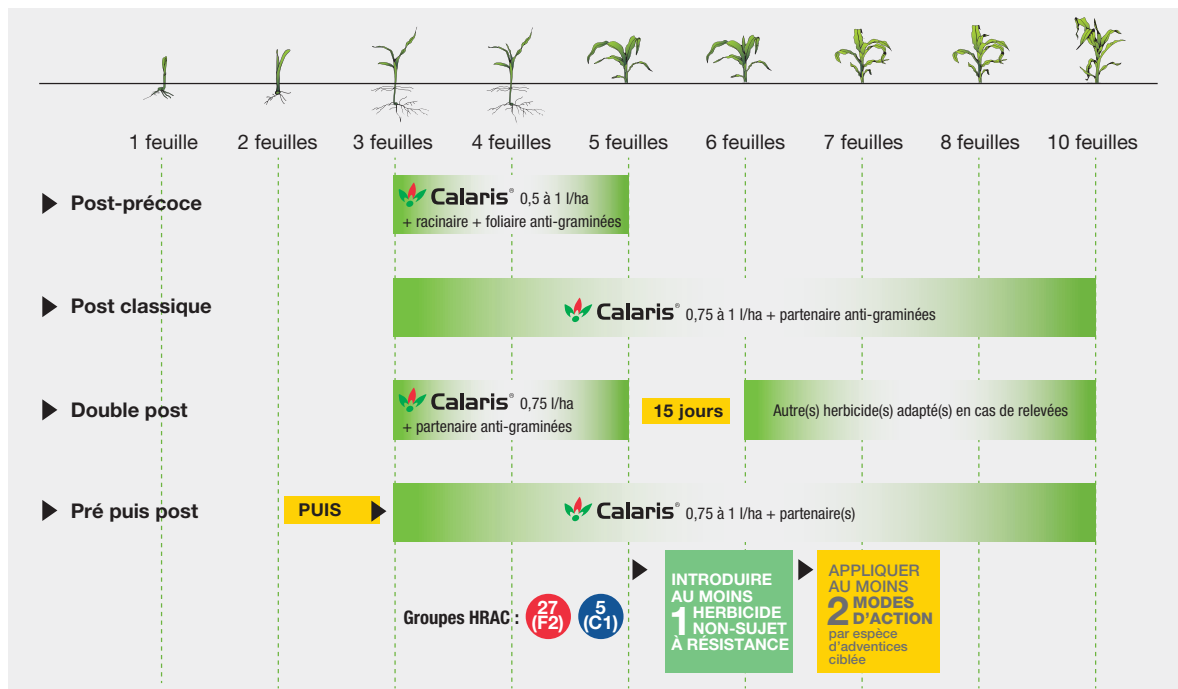 1 feuille 2 feuilles 3 feuilles 4 feuilles 5 feuilles 6 feuilles 7 feuilles 8 feuilles 10 feuilles
Post-précoce
Calaris® 0,5 à 1 l/ha
+ racinaire + foliaire anti-graminées
Post classique
Calaris® 0,75 à 1 l/ha + partenaire anti-graminées
Double post
Calaris® 0,75 l/ha
+ partenaire anti-graminées
15 jours
Autre(s) herbicide(s) adapté(s) en cas de relevées
Pré puis post
PUIS
Calaris® 0,75 à 1 l/ha + partenaire(s)
Groupes HRAC :
27
(F2)
5
(C1)
INTRODUIRE
AU MOINS
1 HERBICIDE
NON-SUJET
À RÉSISTANCE
APPLIQUER
AU MOINS
2 MODES
D'ACTION
par espèce
d'adventices
ciblée